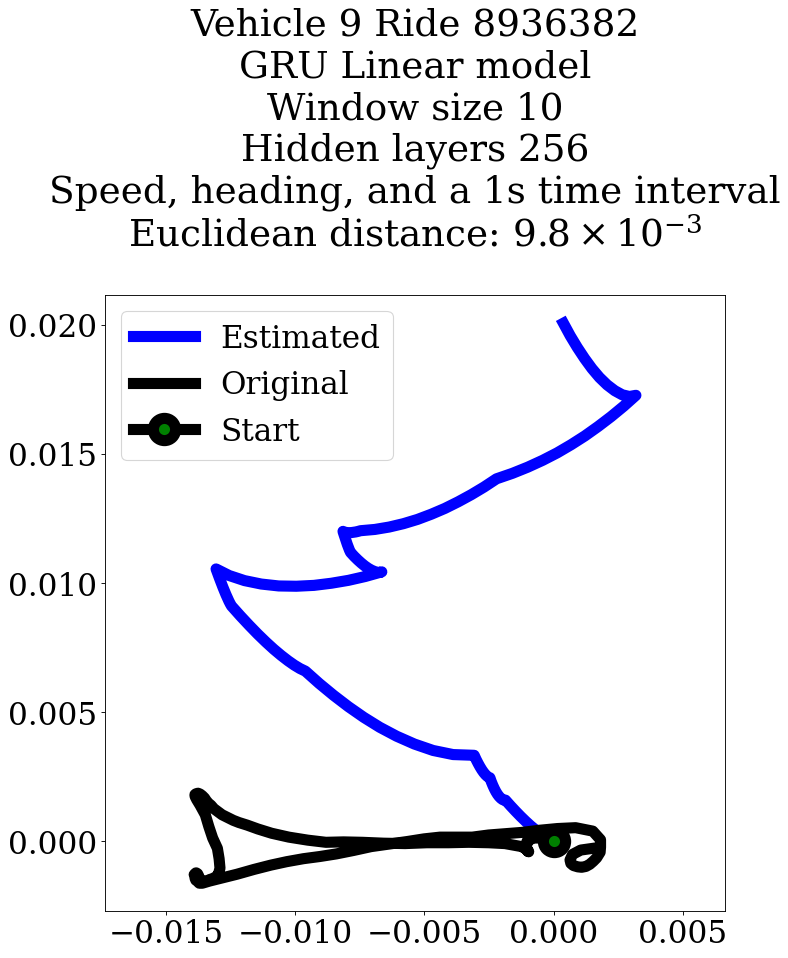 Vehicle 9 Ride 8936382
GRU Linear model
Window size 10
Hidden layers 256
Speed, heading, and a 1s time interval
Euclidean distance: 9.8 × 10⁻³
Estimated
Original
Start
0.020
0.015
0.010
0.005
0.000
−0.015 −0.010 −0.005 0.000 0.005